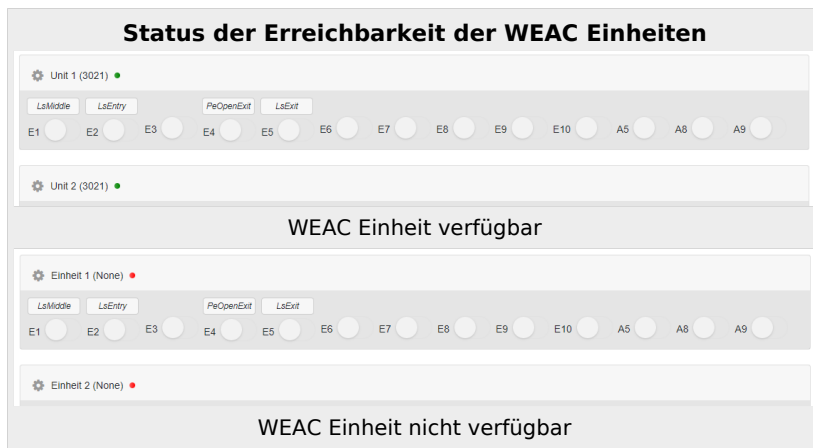 Status der Erreichbarkeit der WEAC Einheiten
Unit 1 (3021)
LsMiddle LsEntry PeOpenExit LsExit
E1 E2 E3 E4 E5 E6 E7 E8 E9 E10 A5 A8 A9
Unit 2 (3021)
WEAC Einheit verfügbar
Einheit 1 (None)
LsMiddle LsEntry PeOpenExit LsExit
E1 E2 E3 E4 E5 E6 E7 E8 E9 E10 A5 A8 A9
Einheit 2 (None)
WEAC Einheit nicht verfügbar